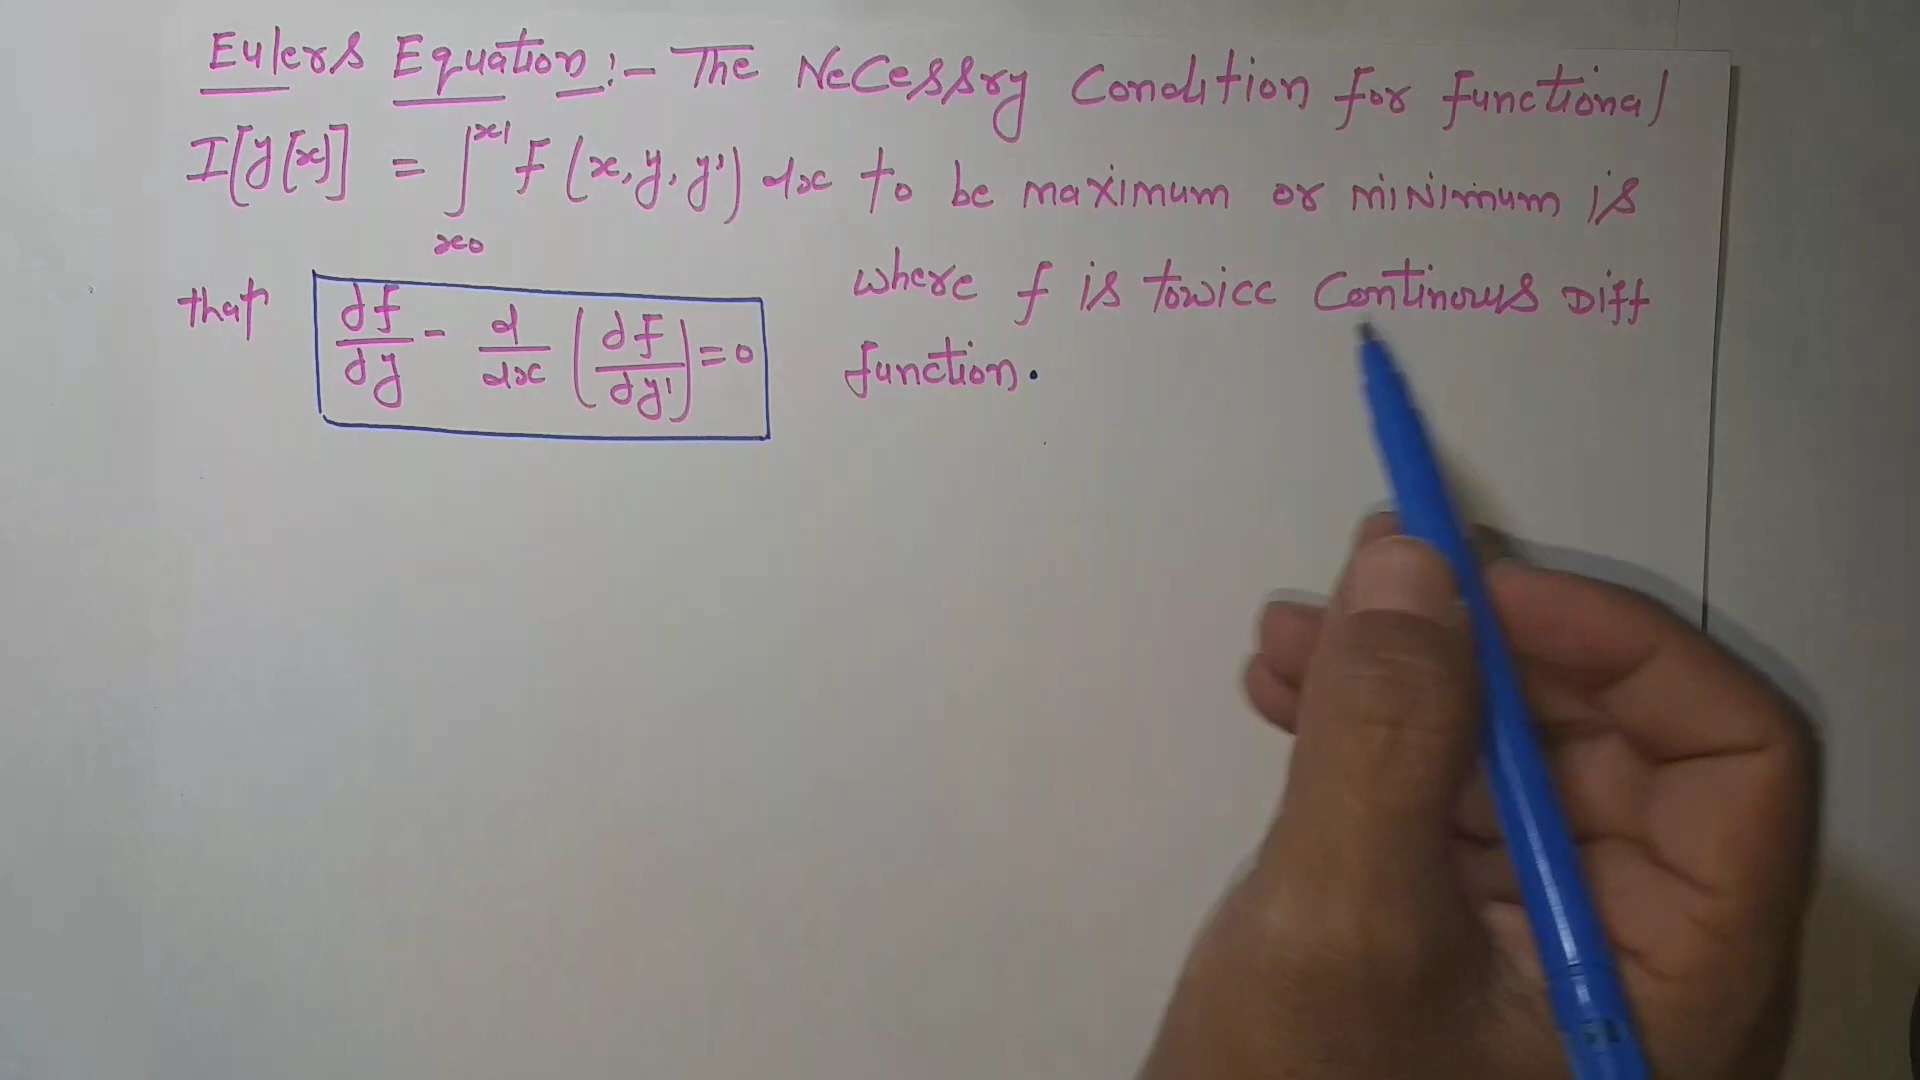 Eulers Equation:- The Necessry Condition for functional
I[y(x)] = ∫_{x0}^{x1} F(x, y, y') dx to be maximum or minimum is
that ∂F/∂y - d/dx (∂F/∂y') = 0
where f is towice Continous Diff
function.